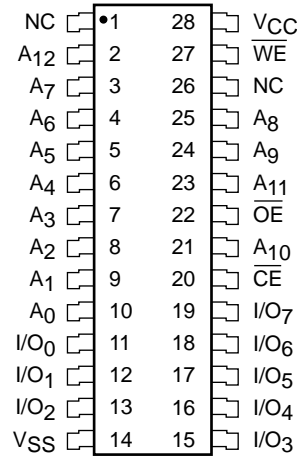 NC 1 28 VCC
A12 2 27 WE
A7 3 26 NC
A6 4 25 A8
A5 5 24 A9
A4 6 23 A11
A3 7 22 OE
A2 8 21 A10
A1 9 20 CE
A0 10 19 I/O7
I/O0 11 18 I/O6
I/O1 12 17 I/O5
I/O2 13 16 I/O4
VSS 14 15 I/O3